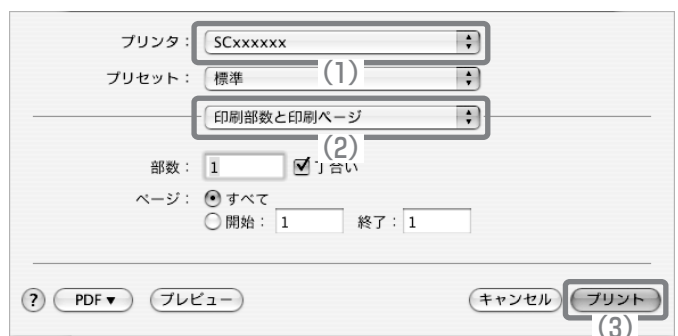 プリンタ： SCxxxxxx
(1)
プリセット： 標準
印刷部数と印刷ページ
(2)
部数： 1 丁合い
ページ： すべて
開始： 1 終了： 1
? PDF▼ プレビュー キャンセル プリント
(3)